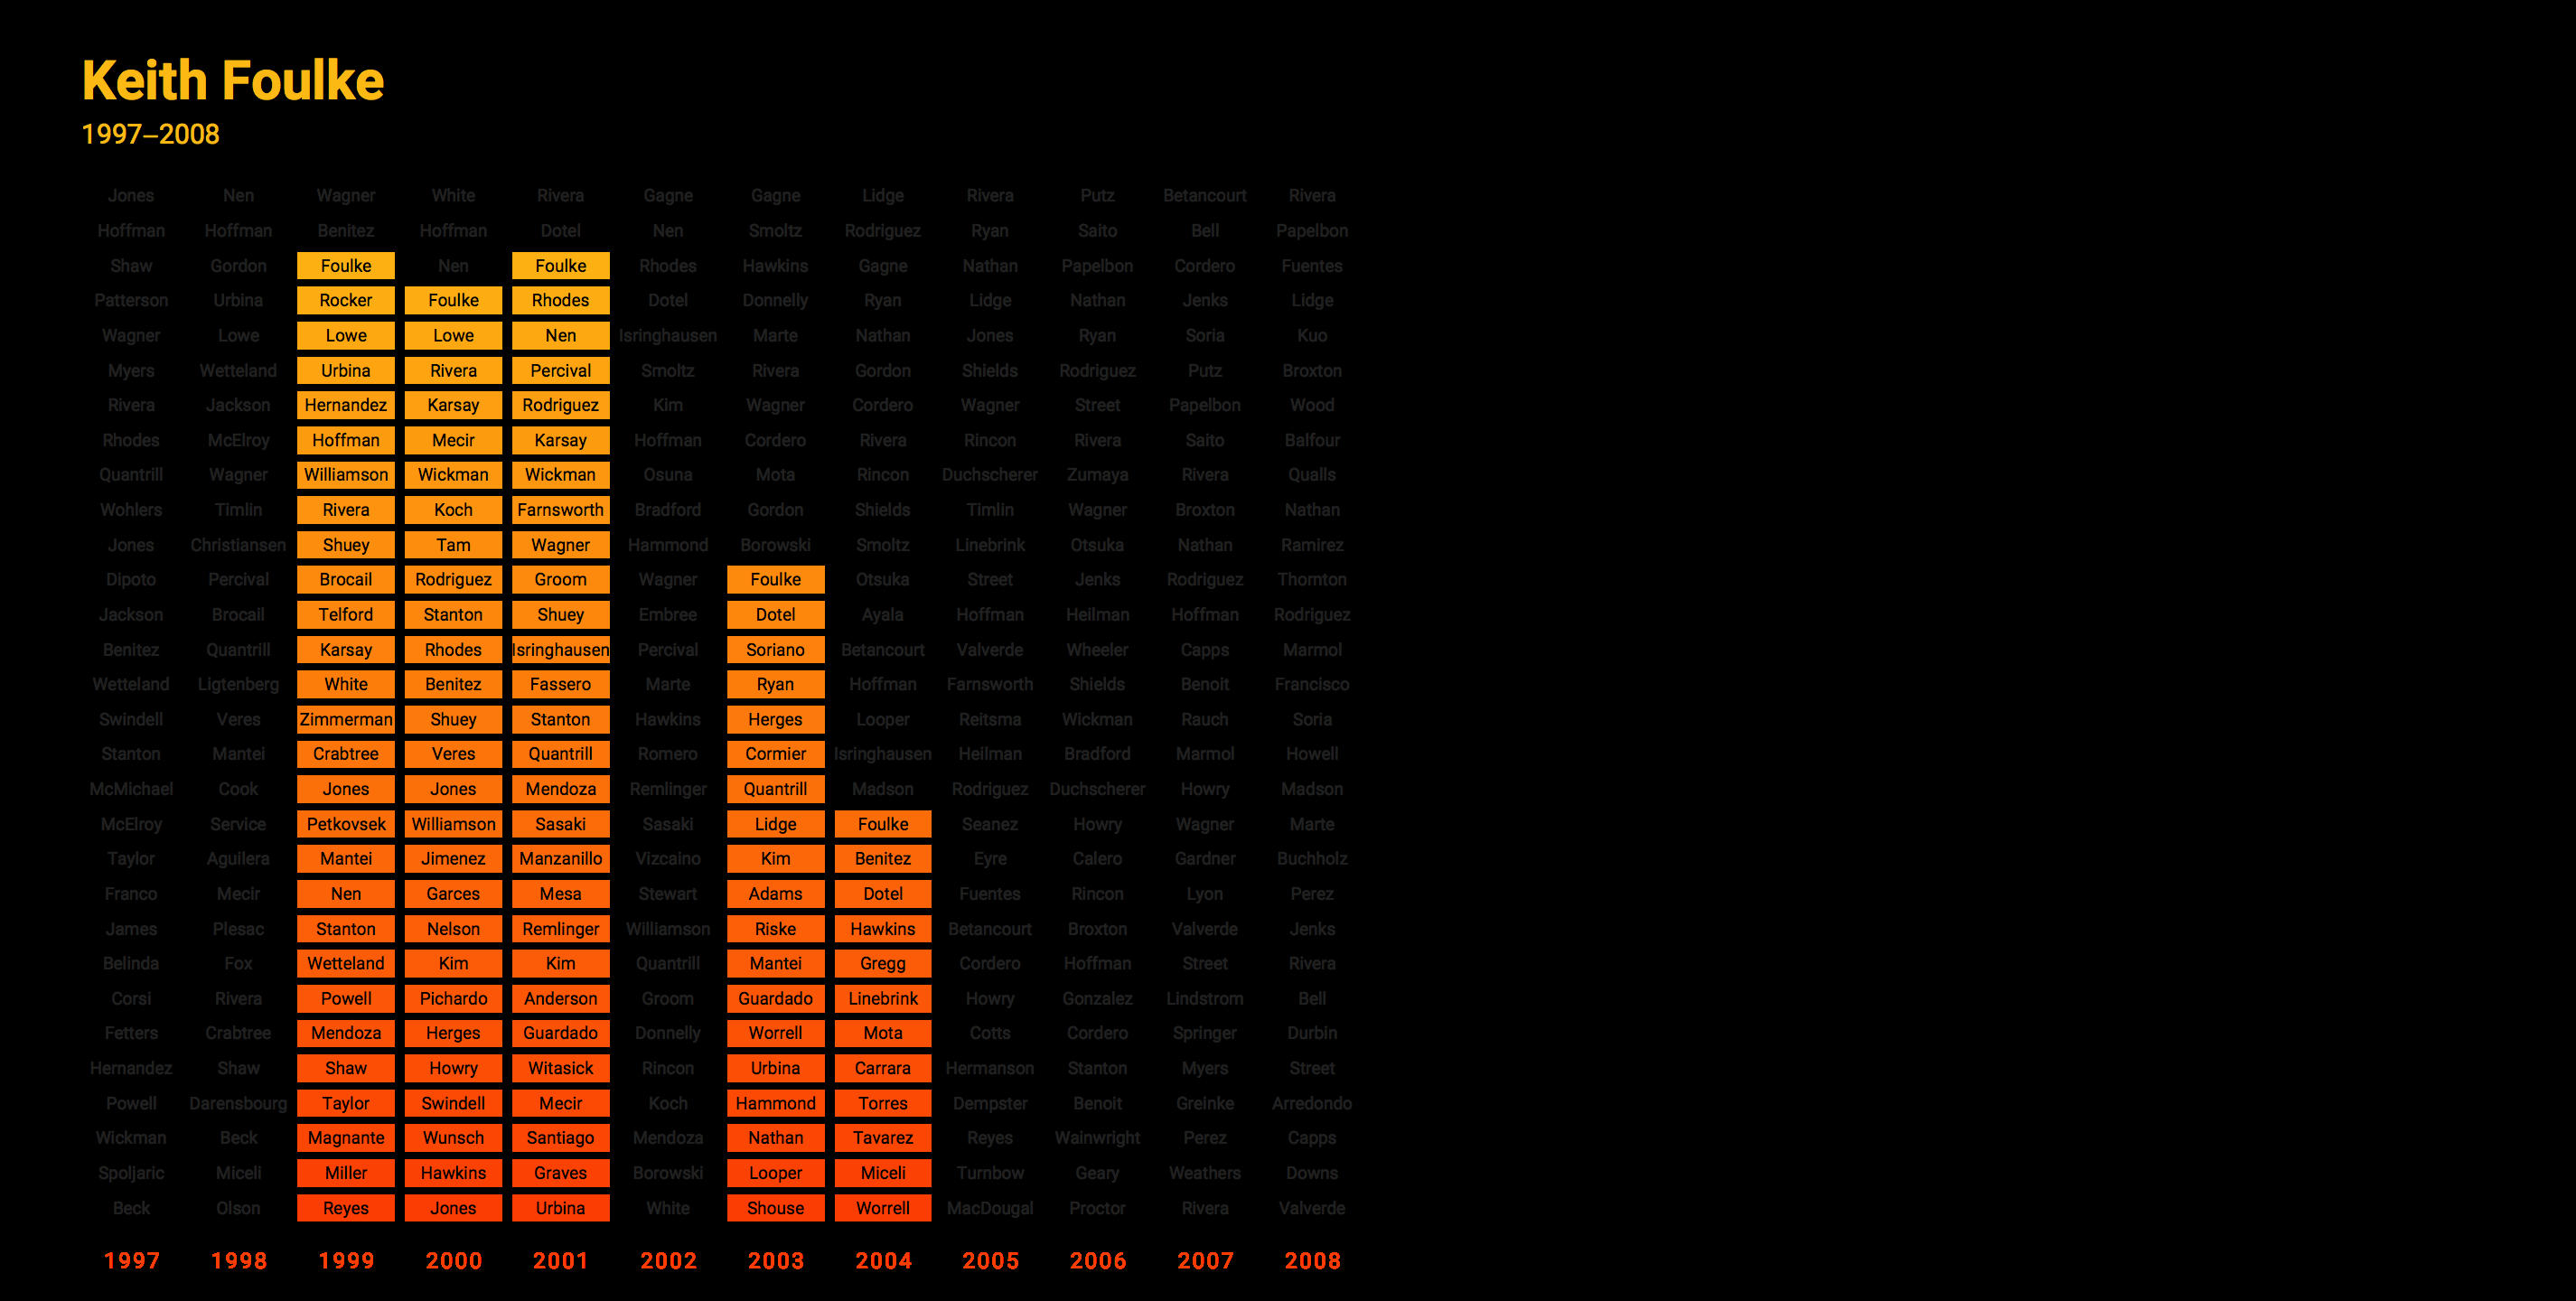 Keith Foulke
1997–2008
Jones Nen Wagner White Rivera Gagne Gagne Lidge Rivera Putz Betancourt Rivera
Hoffman Hoffman Benitez Hoffman Dotel Nen Smoltz Rodriguez Ryan Saito Bell Papelbon
Shaw Gordon Foulke Nen Foulke Rhodes Hawkins Gagne Nathan Papelbon Cordero Fuentes
Patterson Urbina Rocker Foulke Rhodes Dotel Donnelly Ryan Lidge Nathan Jenks Lidge
Wagner Lowe Lowe Lowe Nen Isringhausen Marte Nathan Jones Ryan Soria Kuo
Myers Wetteland Urbina Rivera Percival Smoltz Rivera Gordon Shields Rodriguez Putz Broxton
Rivera Jackson Hernandez Karsay Rodriguez Kim Wagner Cordero Wagner Street Papelbon Wood
Rhodes McElroy Hoffman Mecir Karsay Hoffman Cordero Rivera Rincon Rivera Saito Balfour
Quantrill Wagner Williamson Wickman Wickman Osuna Mota Rincon Duchscherer Zumaya Rivera Qualls
Wohlers Timlin Rivera Koch Farnsworth Bradford Gordon Shields Timlin Wagner Broxton Nathan
Jones Christiansen Shuey Tam Wagner Hammond Borowski Smoltz Linebrink Otsuka Nathan Ramirez
Dipoto Percival Brocail Rodriguez Groom Wagner Foulke Otsuka Street Jenks Rodriguez Thornton
Jackson Brocail Telford Stanton Shuey Embree Dotel Ayala Hoffman Heilman Hoffman Rodriguez
Benitez Quantrill Karsay Rhodes Isringhausen Percival Soriano Betancourt Valverde Wheeler Capps Marmol
Wetteland Ligtenberg White Benitez Fassero Marte Ryan Hoffman Farnsworth Shields Benoit Francisco
Swindell Veres Zimmerman Shuey Stanton Hawkins Herges Looper Reitsma Wickman Rauch Soria
Stanton Mantei Crabtree Veres Quantrill Romero Cormier Isringhausen Heilman Bradford Marmol Howell
McMichael Cook Jones Jones Mendoza Remlinger Quantrill Madson Rodriguez Duchscherer Howry Madson
McElroy Service Petkovsek Williamson Sasaki Sasaki Lidge Foulke Seanez Howry Wagner Marte
Taylor Aguilera Mantei Jimenez Manzanillo Vizcaino Kim Benitez Eyre Calero Gardner Buchholz
Franco Mecir Nen Garces Mesa Stewart Adams Dotel Fuentes Rincon Lyon Perez
James Plesac Stanton Nelson Remlinger Williamson Riske Hawkins Betancourt Broxton Valverde Jenks
Belinda Fox Wetteland Kim Kim Quantrill Mantei Gregg Cordero Hoffman Street Rivera
Corsi Rivera Powell Pichardo Anderson Groom Guardado Linebrink Howry Gonzalez Lindstrom Bell
Fetters Crabtree Mendoza Herges Guardado Donnelly Worrell Mota Cotts Cordero Springer Durbin
Hernandez Shaw Shaw Howry Witasick Rincon Urbina Carrara Hermanson Stanton Myers Street
Powell Darensbourg Taylor Swindell Mecir Koch Hammond Torres Dempster Benoit Greinke Arredondo
Wickman Beck Magnante Wunsch Santiago Mendoza Nathan Tavarez Reyes Wainwright Perez Capps
Spoljaric Miceli Miller Hawkins Graves Borowski Looper Miceli Turnbow Geary Weathers Downs
Beck Olson Reyes Jones Urbina White Shouse Worrell MacDougal Proctor Rivera Valverde
1997 1998 1999 2000 2001 2002 2003 2004 2005 2006 2007 2008